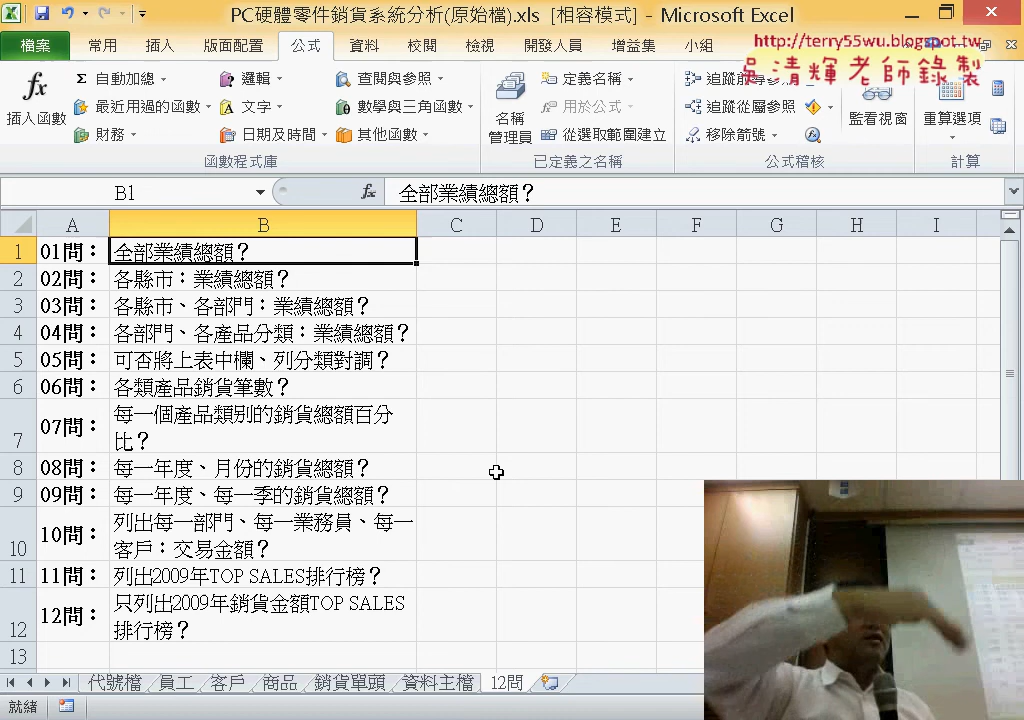 PC硬體零件銷貨系統分析(原始檔).xls [相容模式] - Microsoft Excel
檔案 常用 插入 版面配置 公式 資料 校閱 檢視 開發人員 增益集 小組
http://terry55wu.blogspot.tw
吳清輝老師錄製
fx 插入函數
Σ 自動加總
最近用過的函數
財務
邏輯
文字
日期及時間
查閱與參照
數學與三角函數
其他函數
函數程式庫
名稱管理員
定義名稱
用於公式
從選取範圍建立
已定義之名稱
追蹤從屬參照
移除箭號
公式稽核
監看視窗
重算選項
計算
B1 fx 全部業績總額?
A B C D E F G H I
1 01問: 全部業績總額?
2 02問: 各縣市:業績總額?
3 03問: 各縣市、各部門:業績總額?
4 04問: 各部門、各產品分類:業績總額?
5 05問: 可否將上表中欄、列分類對調?
6 06問: 各類產品銷貨筆數?
7 07問: 每一個產品類別的銷貨總額百分
比?
8 08問: 每一年度、月份的銷貨總額?
9 09問: 每一年度、每一季的銷貨總額?
10 10問: 列出每一部門、每一業務員、每一
客戶:交易金額?
11 11問: 列出2009年TOP SALES排行榜?
12 12問: 只列出2009年銷貨金額TOP SALES
排行榜?
13
代號檔 員工 客戶 商品 銷貨單頭 資料主檔 12問
就緒